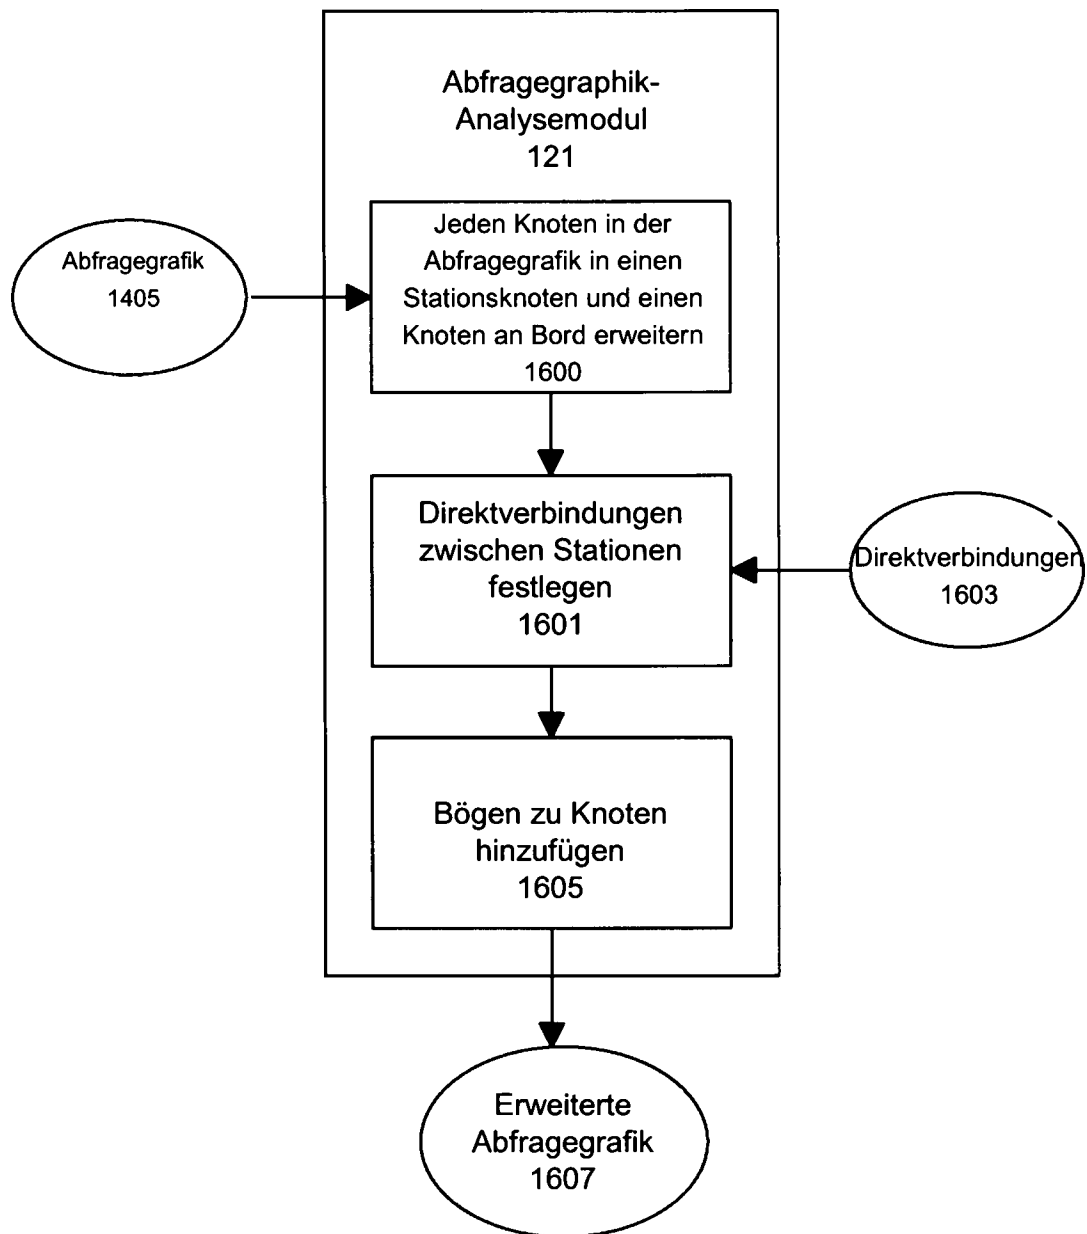 Abfragegraphik-
Analysemodul
121
Abfragegrafik
1405
Jeden Knoten in der
Abfragegrafik in einen
Stationsknoten und einen
Knoten an Bord erweitern
1600
Direktverbindungen
zwischen Stationen
festlegen
1601
Direktverbindungen
1603
Bögen zu Knoten
hinzufügen
1605
Erweiterte
Abfragegrafik
1607